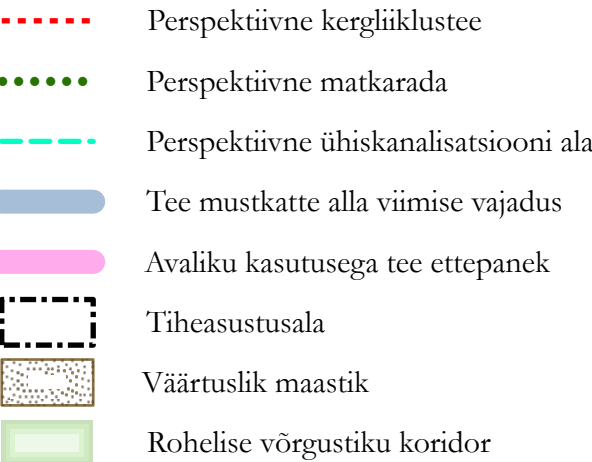 Perspektiivne kergliiklustee
Perspektiivne matkarada
Perspektiivne ühiskanalisatsiooni ala
Tee mustkatte alla viimise vajadus
Avaliku kasutusega tee ettepanek
Tiheasustusala
Väärtuslik maastik
Rohelise võrgustiku koridor